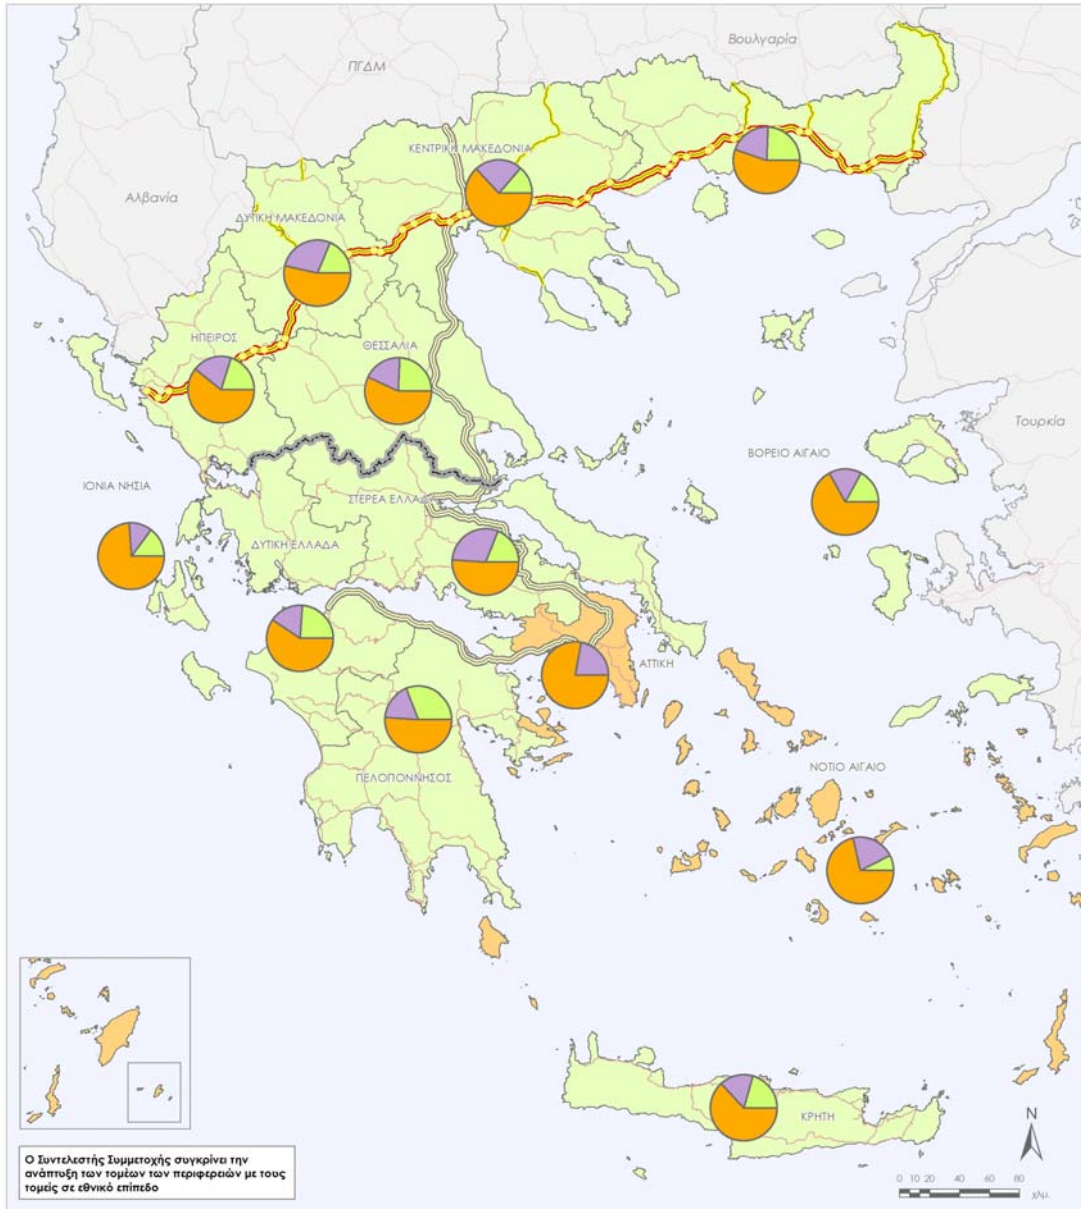 Βουλγαρία
ΠΓΔΜ
ΚΕΝΤΡΙΚΗ ΜΑΚΕΔΟΝΙΑ
Αλβανία
ΔΥΤΙΚΗ ΜΑΚΕΔΟΝΙΑ
ΗΠΕΙΡΟΣ
ΘΕΣΣΑΛΙΑ
Τουρκία
ΒΟΡΕΙΟ ΑΙΓΑΙΟ
ΙΟΝΙΑ ΝΗΣΙΑ
ΣΤΕΡΕΑ ΕΛΛΑΔΑ
ΔΥΤΙΚΗ ΕΛΛΑΔΑ
ΑΤΤΙΚΗ
ΝΟΤΙΟ ΑΙΓΑΙΟ
ΠΕΛΟΠΟΝΝΗΣΟΣ
ΚΡΗΤΗ
N
Ο Συντελεστής Συμμετοχής συγκρίνει την
ανάπτυξη των τομέων των περιφερειών με τους
τομείς σε εθνικό επίπεδο
0 10 20 40 60 80
χλμ.